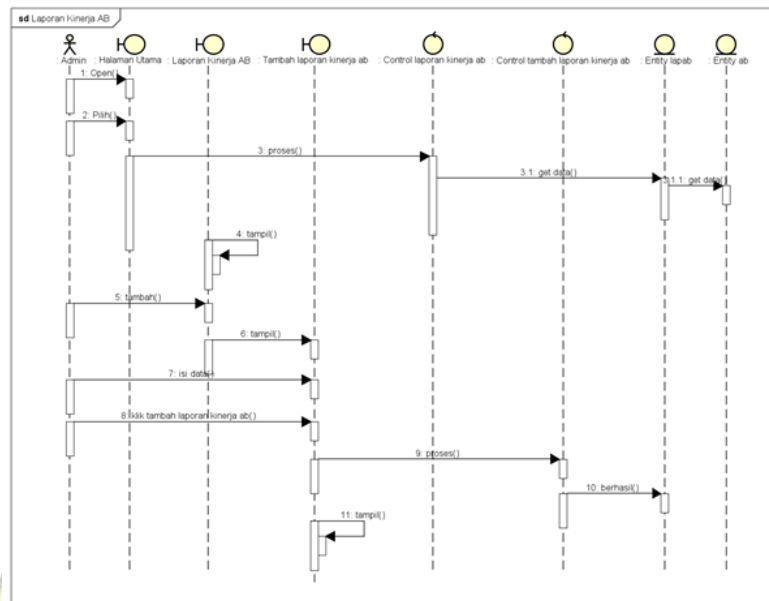 sd Laporan Kinerja AB
: Admin : Halaman Utama : Laporan Kinerja AB : Tambah laporan kinerja ab : Control laporan kinerja ab : Control tambah laporan kinerja ab : Entity lapab : Entity ab
1: Open()
2: Pilih()
3: proses()
3.1: get data()
3.1.1: get data()
4: tampil()
5: tambah()
6: tampil()
7: isi data()
8: klik tambah laporan kinerja ab()
9: proses()
10: berhasil()
11: tampil()